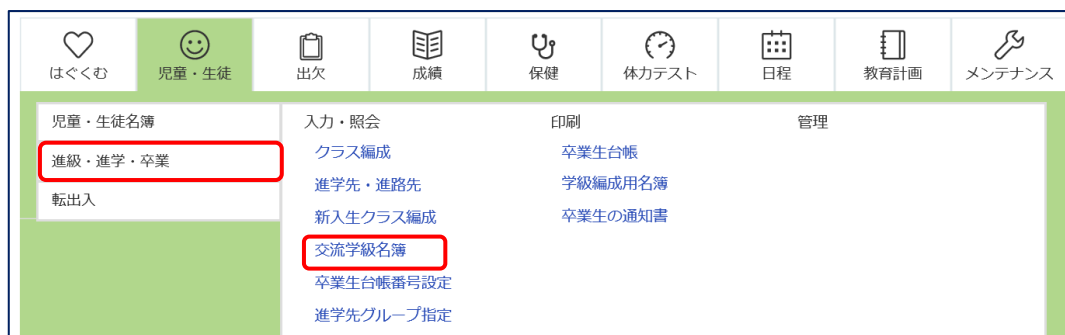 はぐくむ 児童・生徒 出欠 成績 保健 体力テスト 日程 教育計画 メンテナンス
児童・生徒名簿 入力・照会 印刷 管理
進級・進学・卒業 クラス編成 卒業生台帳
転出入 進学先・進路先 学級編成用名簿
新入生クラス編成 卒業生の通知書
交流学級名簿
卒業生台帳番号設定
進学先グループ指定